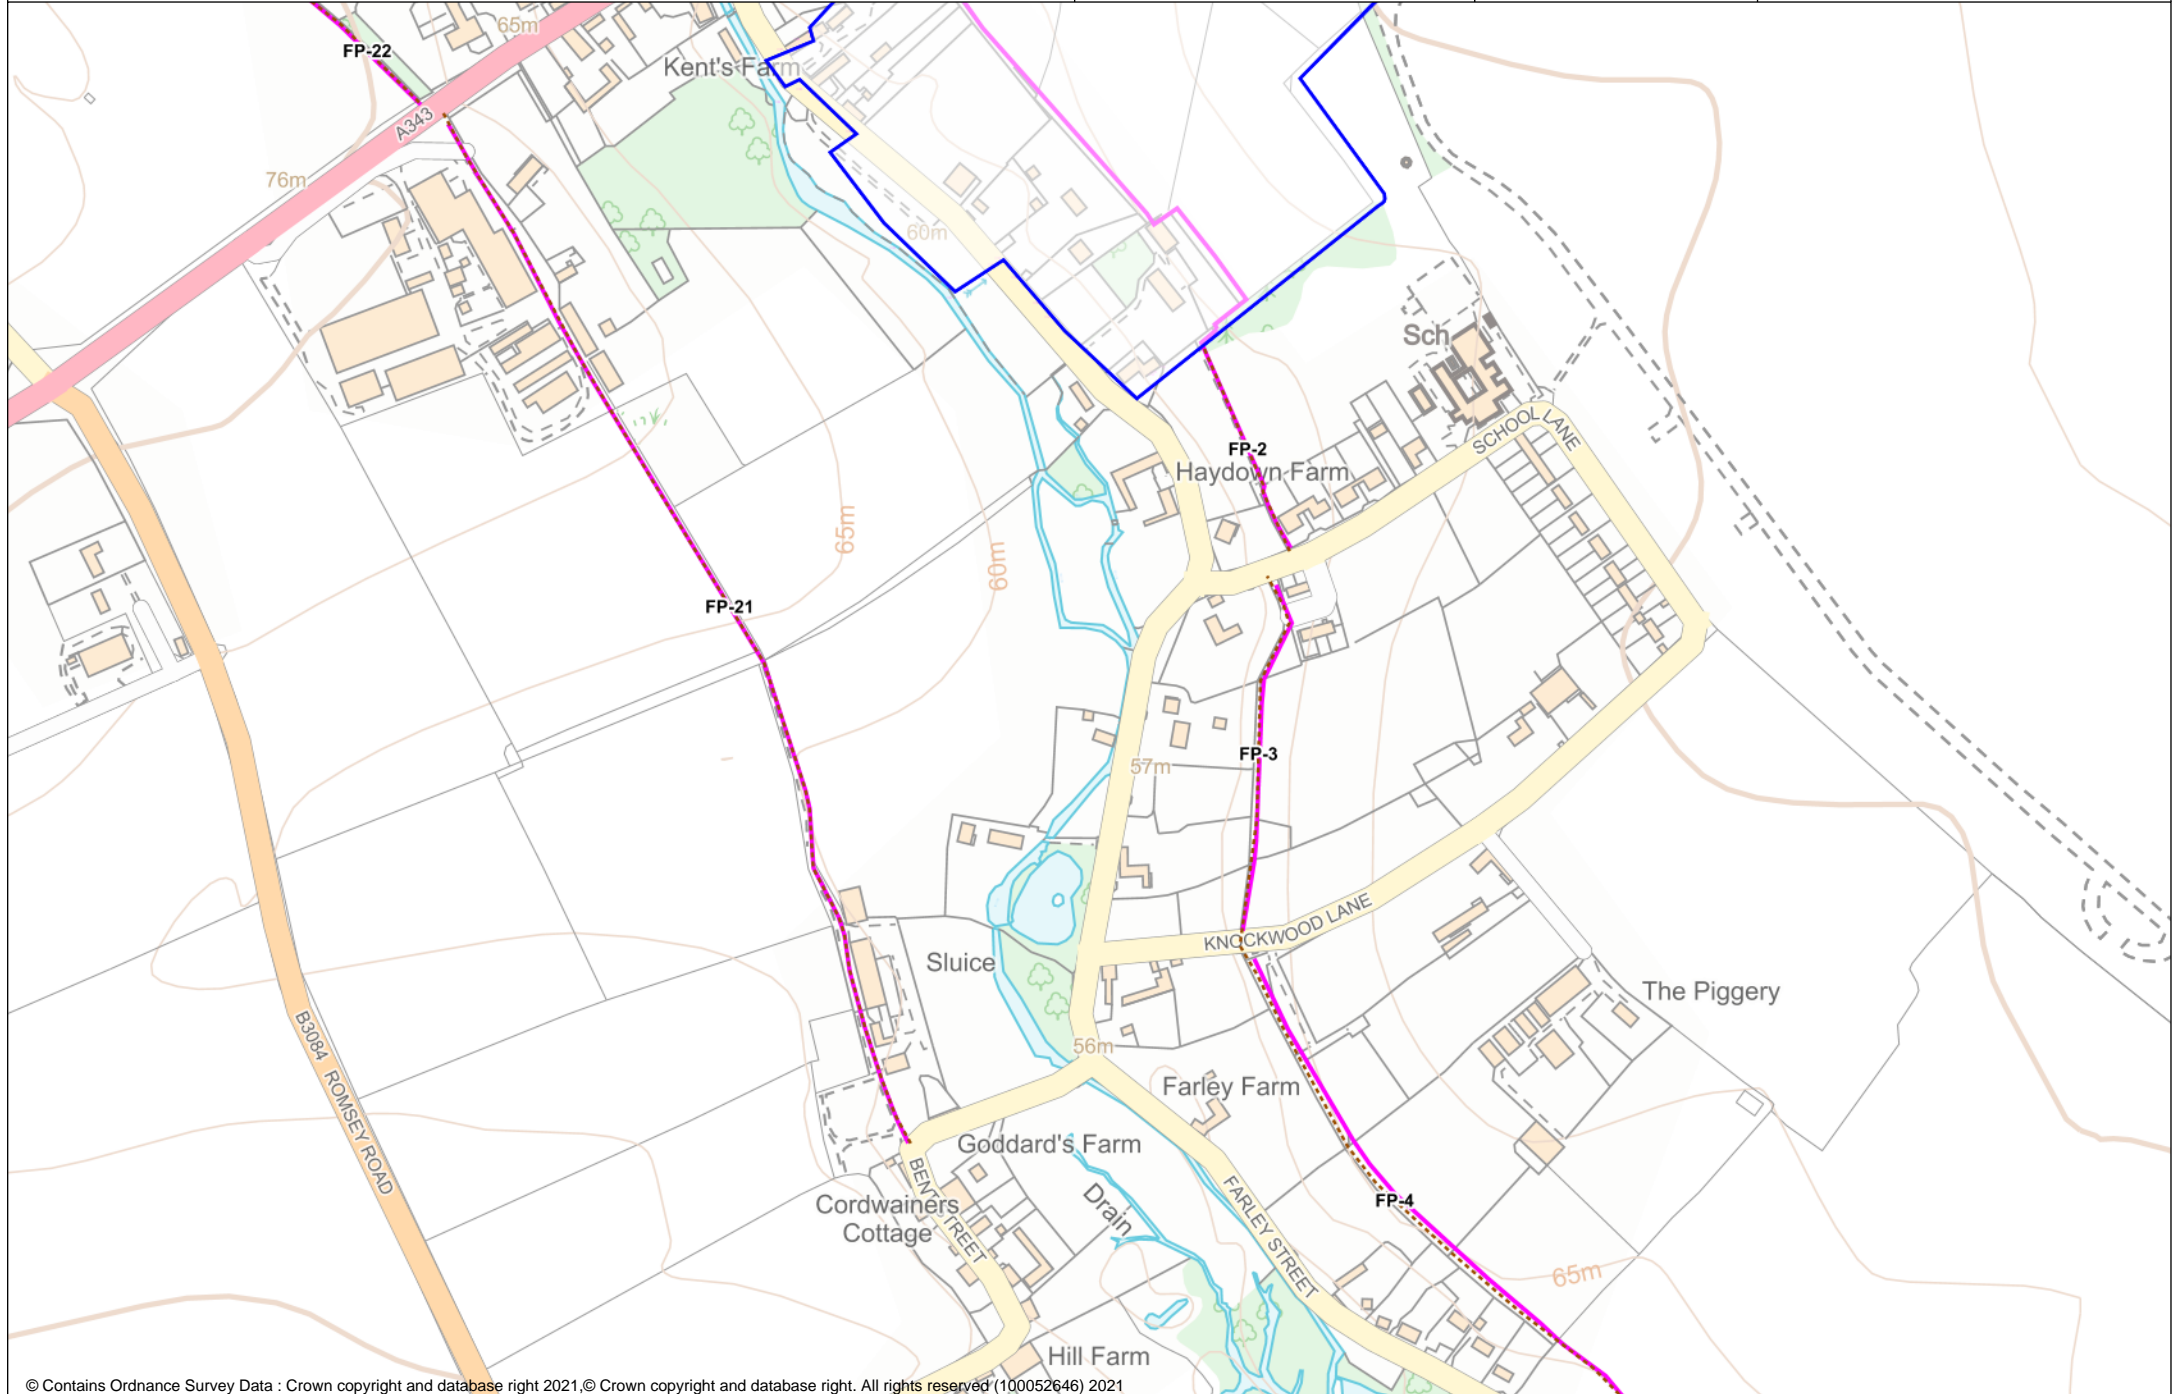 65m
FP-22
Kent's Farm
A343
76m
60m
Sch
SCHOOL LANE
FP-2
Haydown Farm
65m
60m
FP-21
FP-3
57m
KNOCKWOOD LANE
Sluice
The Piggery
B3084
ROMSEY ROAD
56m
Farley Farm
Goddard's Farm
BENT STREET
Cordwainers
Cottage
Drain
FARLEY STREET
FP-4
65m
Hill Farm
© Contains Ordnance Survey Data : Crown copyright and database right 2021,© Crown copyright and database right. All rights reserved (100052646) 2021